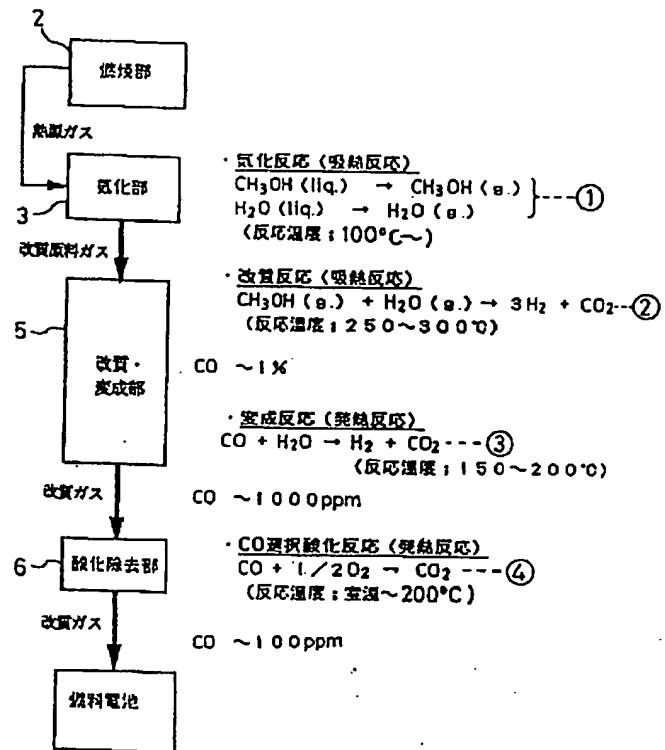 2
燃焼部
熱源ガス
3
気化部
・気化反応（吸熱反応）
CH3OH (liq.) → CH3OH (g.)
H2O (liq.) → H2O (g.)
---①
（反応温度；100°C～）
改質原料ガス
・改質反応（吸熱反応）
CH3OH (g.) + H2O (g.) → 3H2 + CO2---②
（反応温度；250～300℃）
5
改質・
変成部
CO ～1%
・変成反応（発熱反応）
CO + H2O → H2 + CO2---③
（反応温度；150～200℃）
改質ガス
CO ～1000ppm
6
酸化除去部
・CO選択酸化反応（発熱反応）
CO + 1/2O2 → CO2 ---④
（反応温度；室温～200°C）
改質ガス
CO ～100ppm
燃料電池